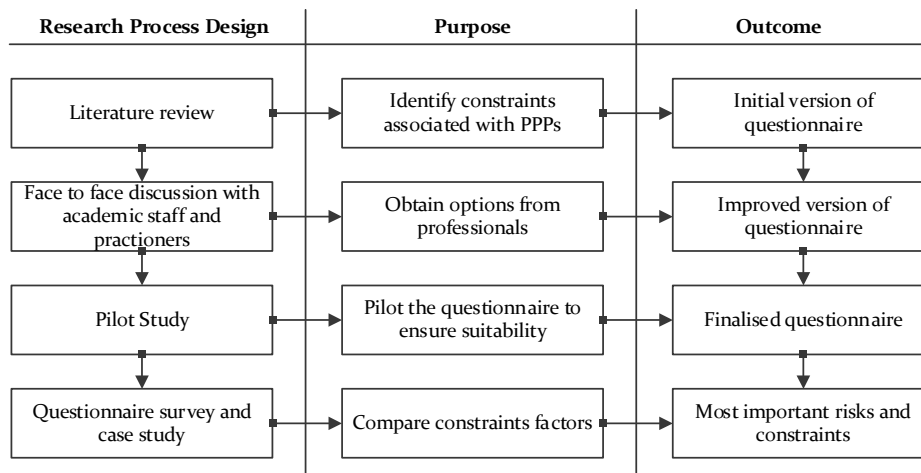 Research Process Design
Purpose
Outcome
Literature review
Identify constraints
associated with PPPs
Initial version of
questionnaire
Face to face discussion with
academic staff and
practioners
Obtain options from
professionals
Improved version of
questionnaire
Pilot Study
Pilot the questionnaire to
ensure suitability
Finalised questionnaire
Questionnaire survey and
case study
Compare constraints factors
Most important risks and
constraints